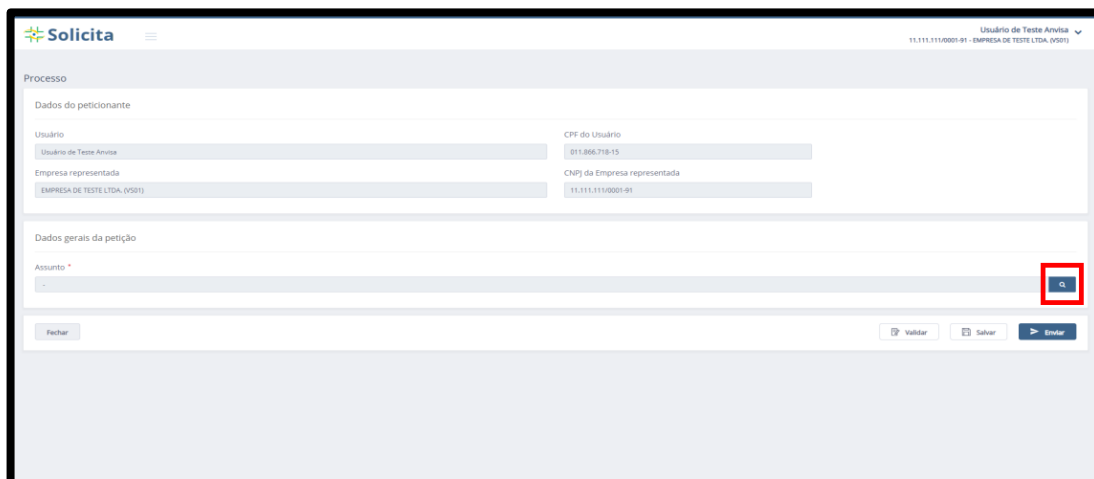 Solicita
Usuário de Teste Anvisa
11.111.111/0001-91 - EMPRESA DE TESTE LTDA. (VS01)
Processo
Dados do peticionante
Usuário
CPF do Usuário
Usuário de Teste Anvisa
011.066.718-15
Empresa representada
CNPJ da Empresa representada
EMPRESA DE TESTE LTDA. (VS01)
11.111.111/0001-91
Dados gerais da petição
Assunto *
-
Fechar
Validar
Salvar
Enviar